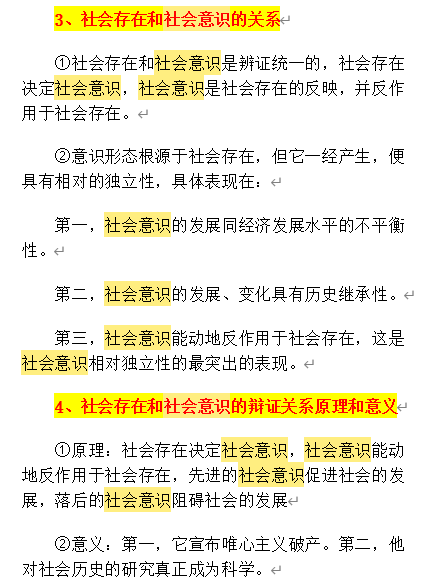 3、社会存在和社会意识的关系
①社会存在和社会意识是辨证统一的，社会存在
决定社会意识，社会意识是社会存在的反映，并反作
用于社会存在。
②意识形态根源于社会存在，但它一经产生，便
具有相对的独立性，具体表现在：
第一，社会意识的发展同经济发展水平的不平衡
性。
第二，社会意识的发展、变化具有历史继承性。
第三，社会意识能动地反作用于社会存在，这是
社会意识相对独立性的最突出的表现。
4、社会存在和社会意识的辩证关系原理和意义
①原理：社会存在决定社会意识，社会意识能动
地反作用于社会存在，先进的社会意识促进社会的发
展，落后的社会意识阻碍社会的发展
②意义：第一，它宣布唯心主义破产。第二，他
对社会历史的研究真正成为科学。